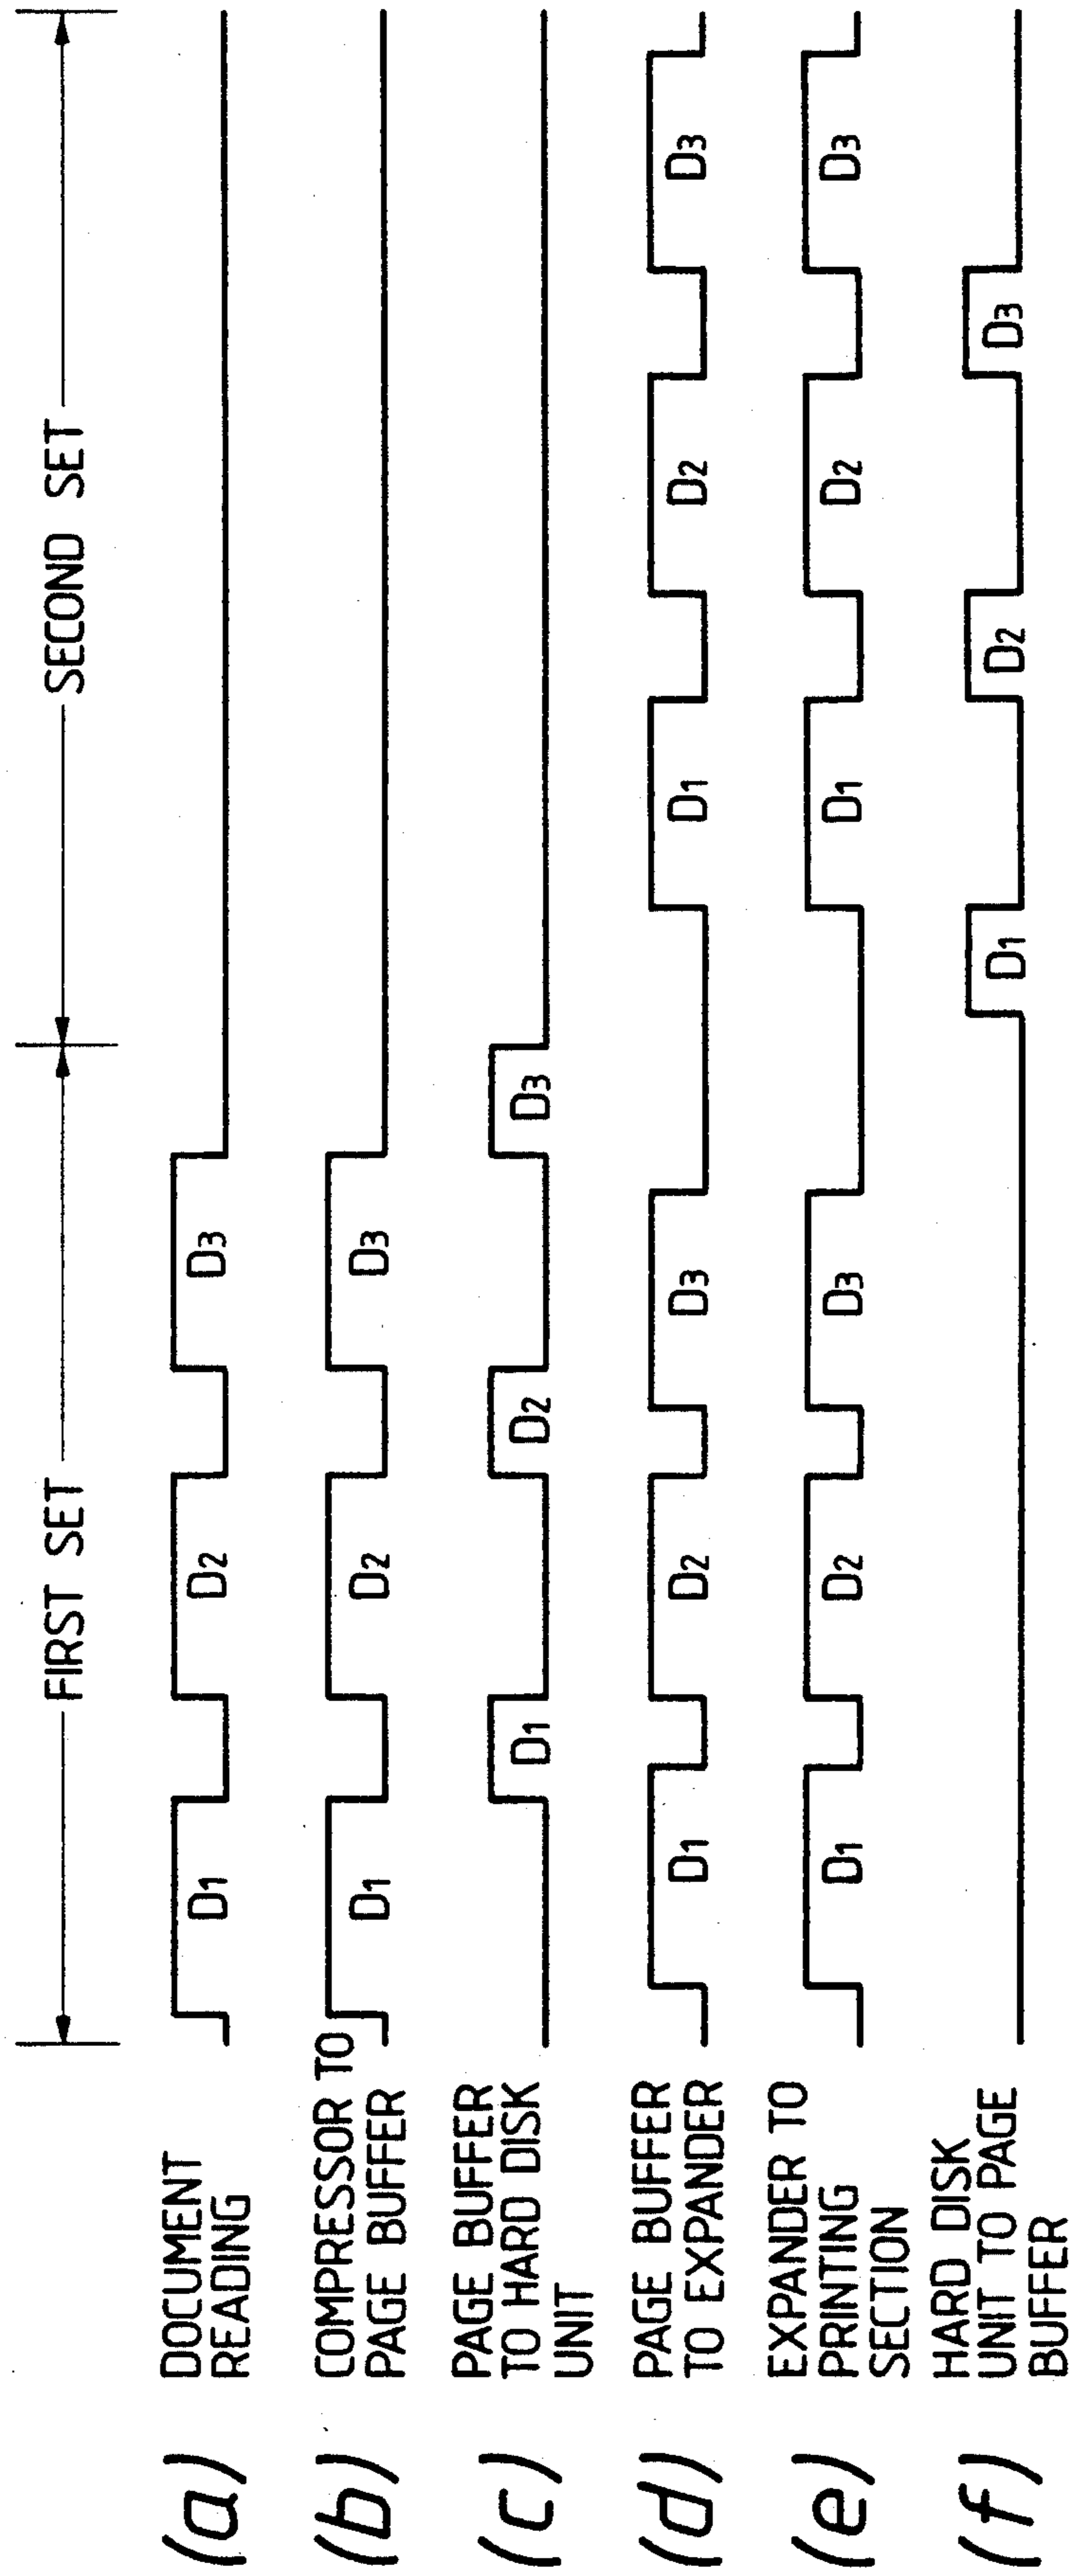 FIRST SET
SECOND SET
(a)
DOCUMENT
READING
D1 D2 D3
(b)
COMPRESSOR TO
PAGE BUFFER
D1 D2 D3
(c)
PAGE BUFFER
TO HARD DISK
UNIT
D1 D2 D3
(d)
PAGE BUFFER
TO EXPANDER
D1 D2 D3 D1 D2 D3
(e)
EXPANDER TO
PRINTING
SECTION
D1 D2 D3 D1 D2 D3
(f)
HARD DISK
UNIT TO PAGE
BUFFER
D1 D2 D3